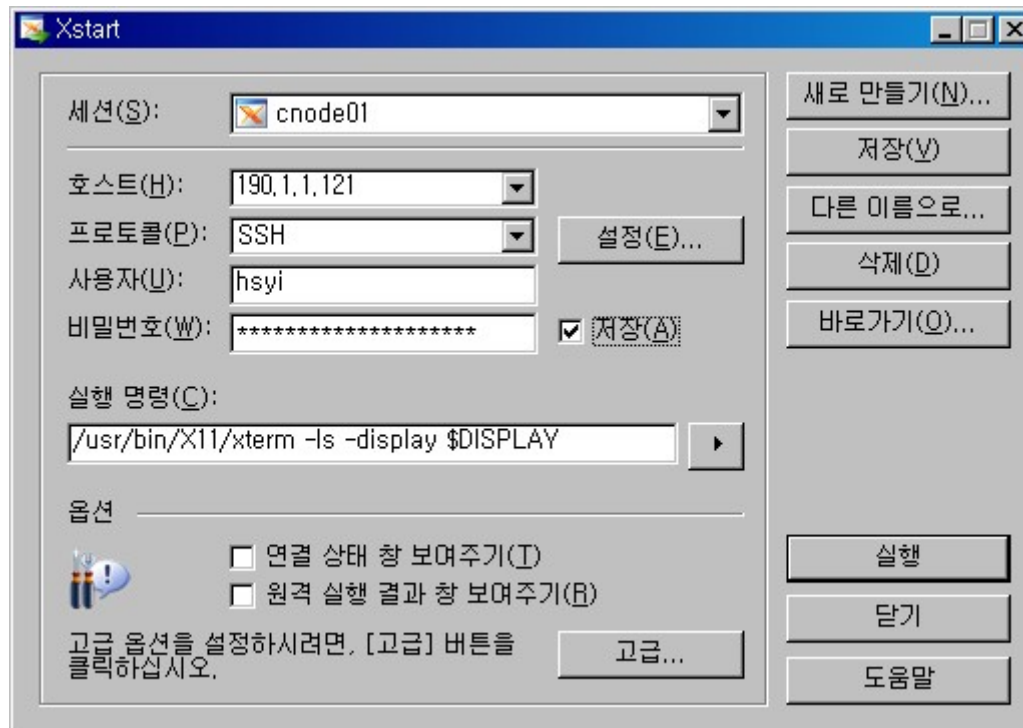 Xstart
세션(S):
cnode01
새로 만들기(N)...
저장(V)
호스트(H):
190,1,1,121
다른 이름으로...
프로토콜(P):
SSH
설정(E)...
삭제(D)
사용자(U):
hsyi
바로가기(O)...
비밀번호(W):
********************
저장(A)
실행 명령(C):
/usr/bin/X11/xterm -ls -display $DISPLAY
옵션
연결 상태 창 보여주기(T)
원격 실행 결과 창 보여주기(R)
고급 옵션을 설정하시려면, [고급] 버튼을
클릭하십시오.
고급...
실행
닫기
도움말